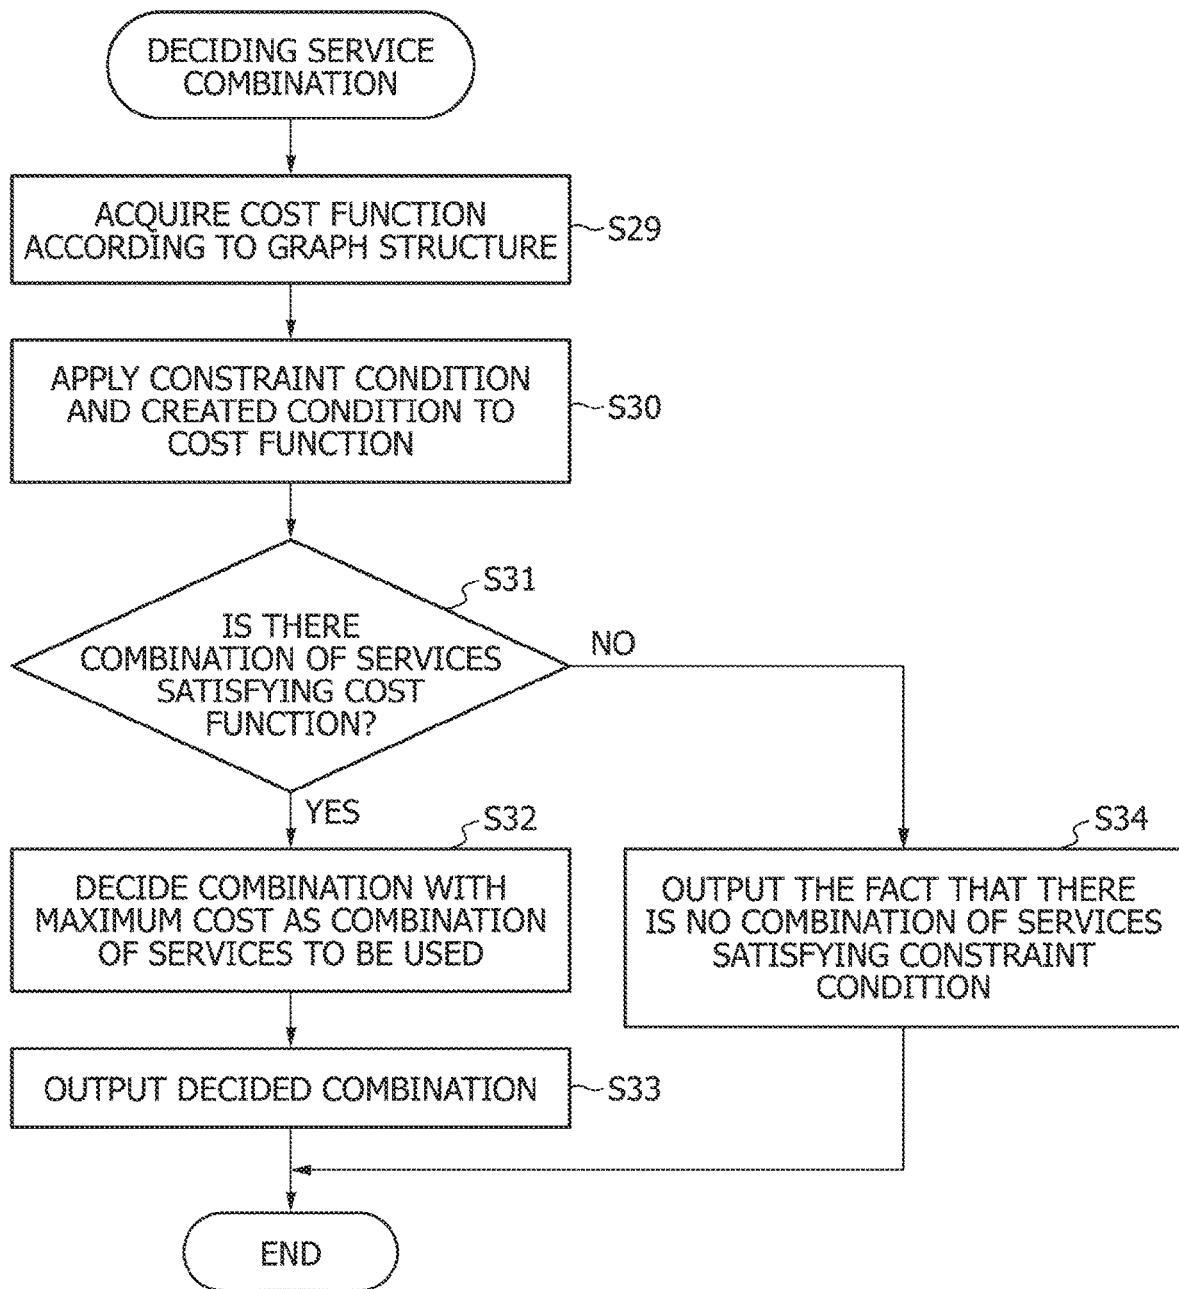 DECIDING SERVICE
COMBINATION
ACQUIRE COST FUNCTION
ACCORDING TO GRAPH STRUCTURE
S29
APPLY CONSTRAINT CONDITION
AND CREATED CONDITION TO
COST FUNCTION
S30
S31
IS THERE
COMBINATION OF SERVICES
SATISFYING COST
FUNCTION?
NO
YES
S32
DECIDE COMBINATION WITH
MAXIMUM COST AS COMBINATION
OF SERVICES TO BE USED
S34
OUTPUT THE FACT THAT THERE
IS NO COMBINATION OF SERVICES
SATISFYING CONSTRAINT
CONDITION
OUTPUT DECIDED COMBINATION
S33
END